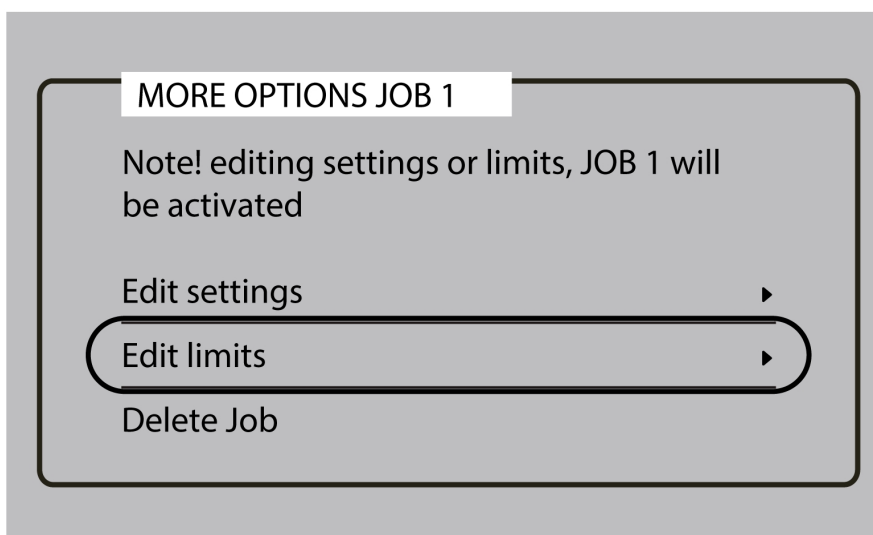 MORE OPTIONS JOB 1
Note! editing settings or limits, JOB 1 will
be activated
Edit settings
Edit limits
Delete Job